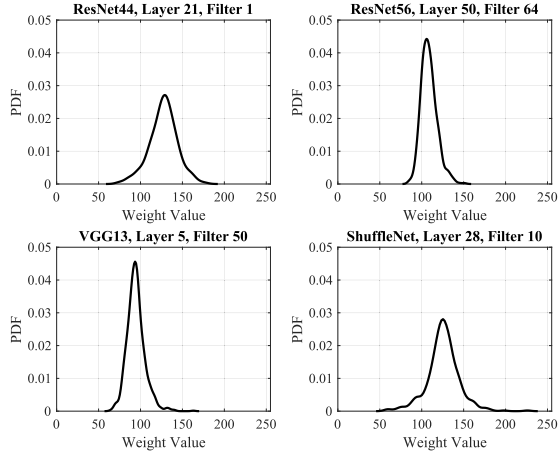 ResNet44, Layer 21, Filter 1
0.05
0.04
0.03
0.02
0.01
0
PDF
0 50 100 150 200 250
Weight Value
ResNet56, Layer 50, Filter 64
0.05
0.04
0.03
0.02
0.01
0
PDF
0 50 100 150 200 250
Weight Value
VGG13, Layer 5, Filter 50
0.05
0.04
0.03
0.02
0.01
0
PDF
0 50 100 150 200 250
Weight Value
ShuffleNet, Layer 28, Filter 10
0.05
0.04
0.03
0.02
0.01
0
PDF
0 50 100 150 200 250
Weight Value